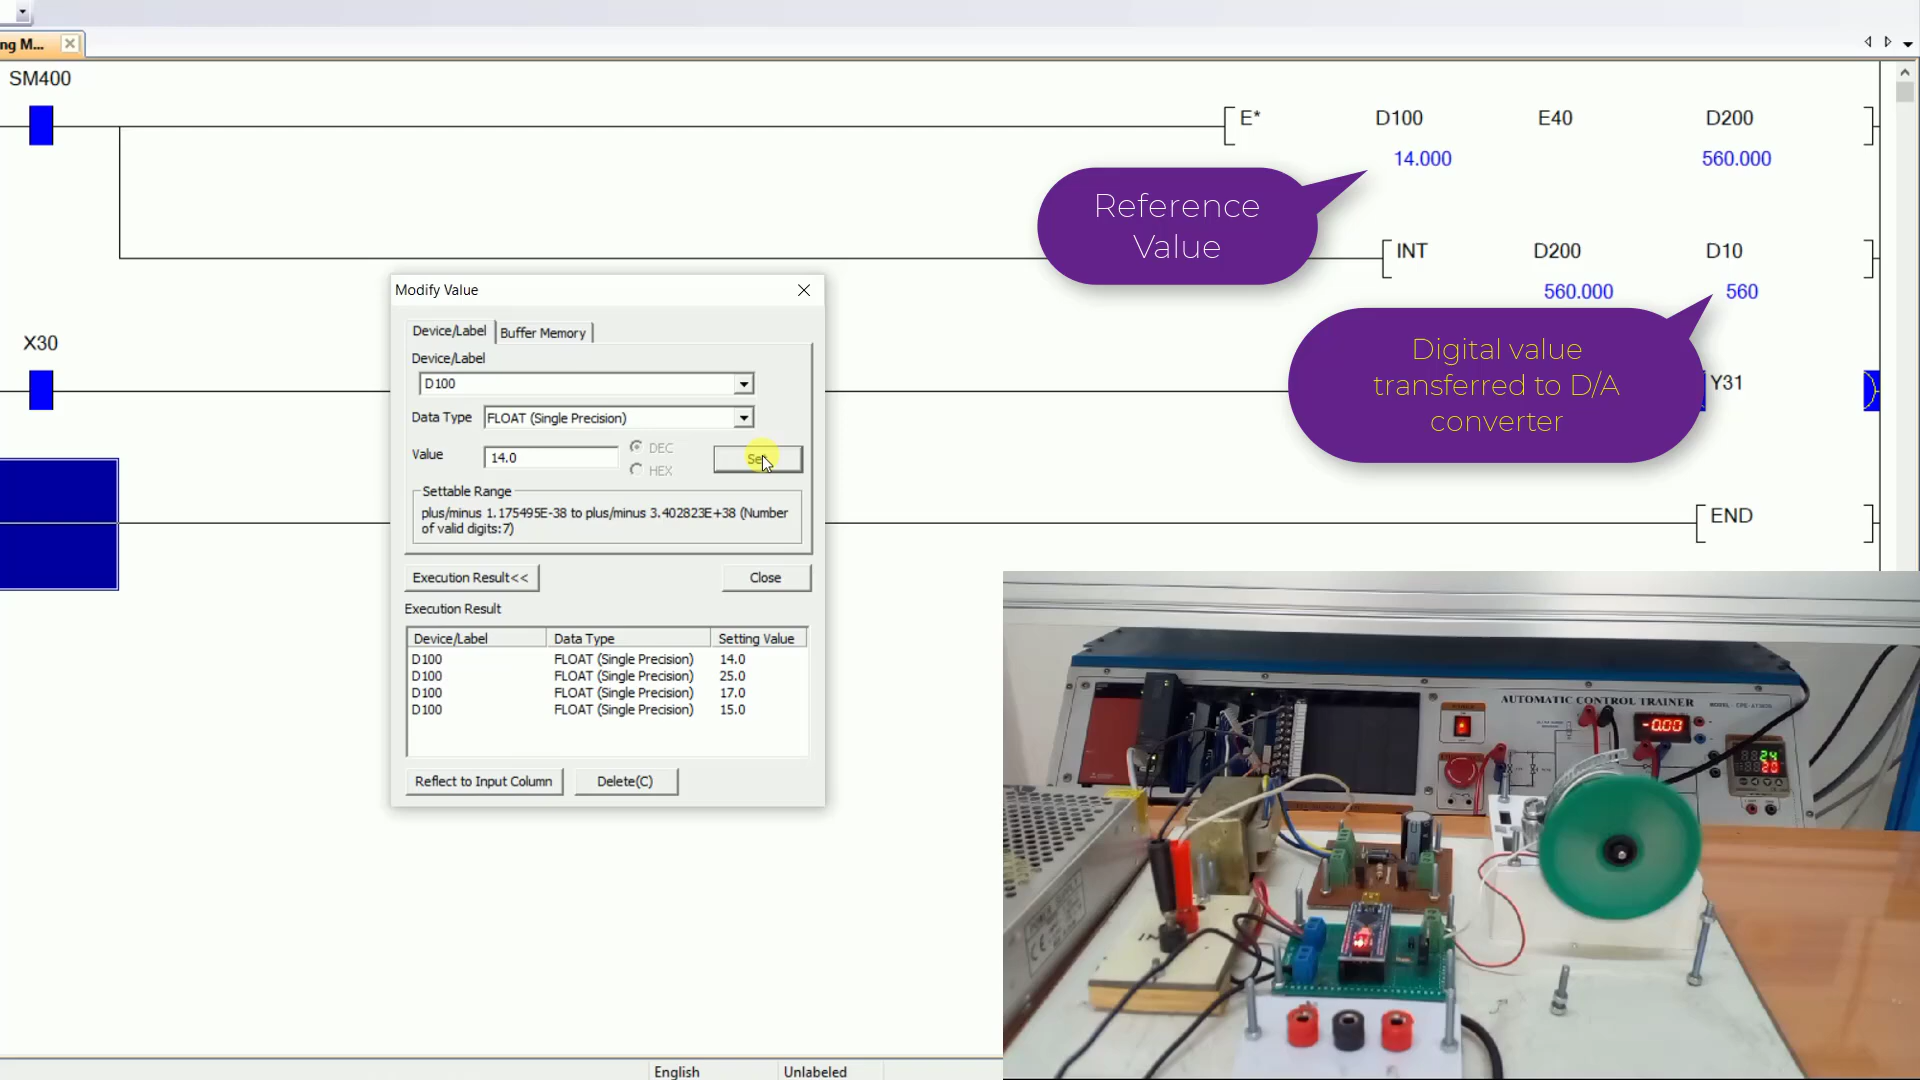 ng M...
SM400
E* D100 E40 D200
14.000 560.000
Reference
Value
INT D200 D10
560.000 560
Digital value
transferred to D/A
converter
X30
Y31
END
Modify Value
Device/Label
Buffer Memory
Device/Label
D100
Data Type
FLOAT (Single Precision)
Value
14.0
DEC
HEX
Settable Range
plus/minus 1.175495E-38 to plus/minus 3.402823E+38 (Number
of valid digits:7)
Execution Result<<
Close
Execution Result
Device/Label Data Type Setting Value
D100 FLOAT (Single Precision) 14.0
D100 FLOAT (Single Precision) 25.0
D100 FLOAT (Single Precision) 17.0
D100 FLOAT (Single Precision) 15.0
Reflect to Input Column
Delete(C)
AUTOMATIC CONTROL TRAINER
-0.00
24
20
English
Unlabeled